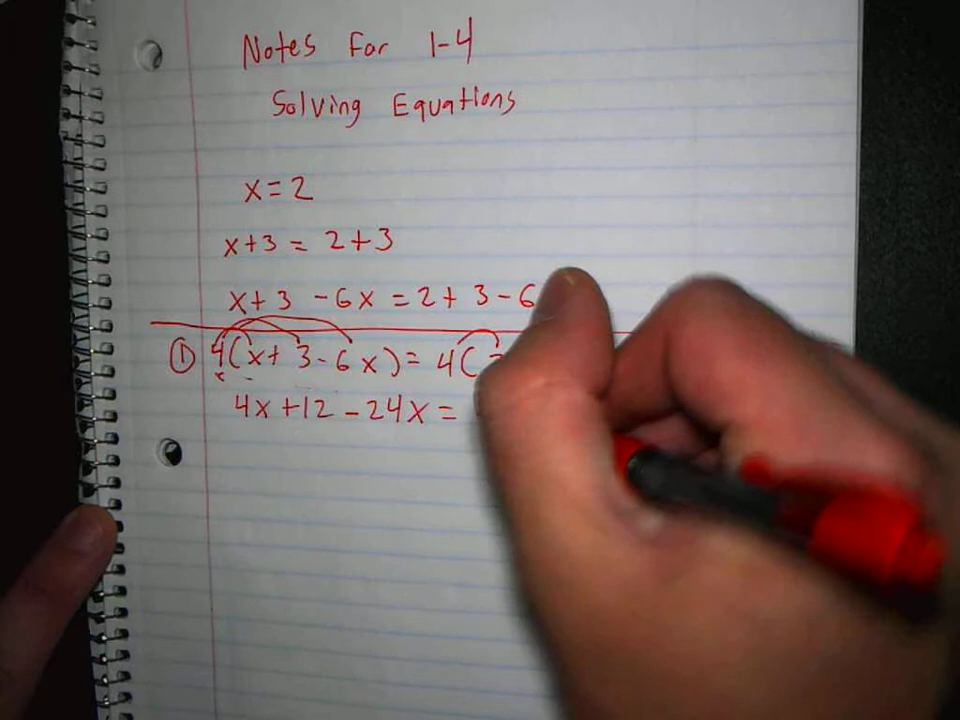 Notes For 1-4
Solving Equations
x = 2
x + 3 = 2 + 3
x + 3 - 6x = 2 + 3 - 6
① 4(x + 3 - 6x) = 4(
4x + 12 - 24x =